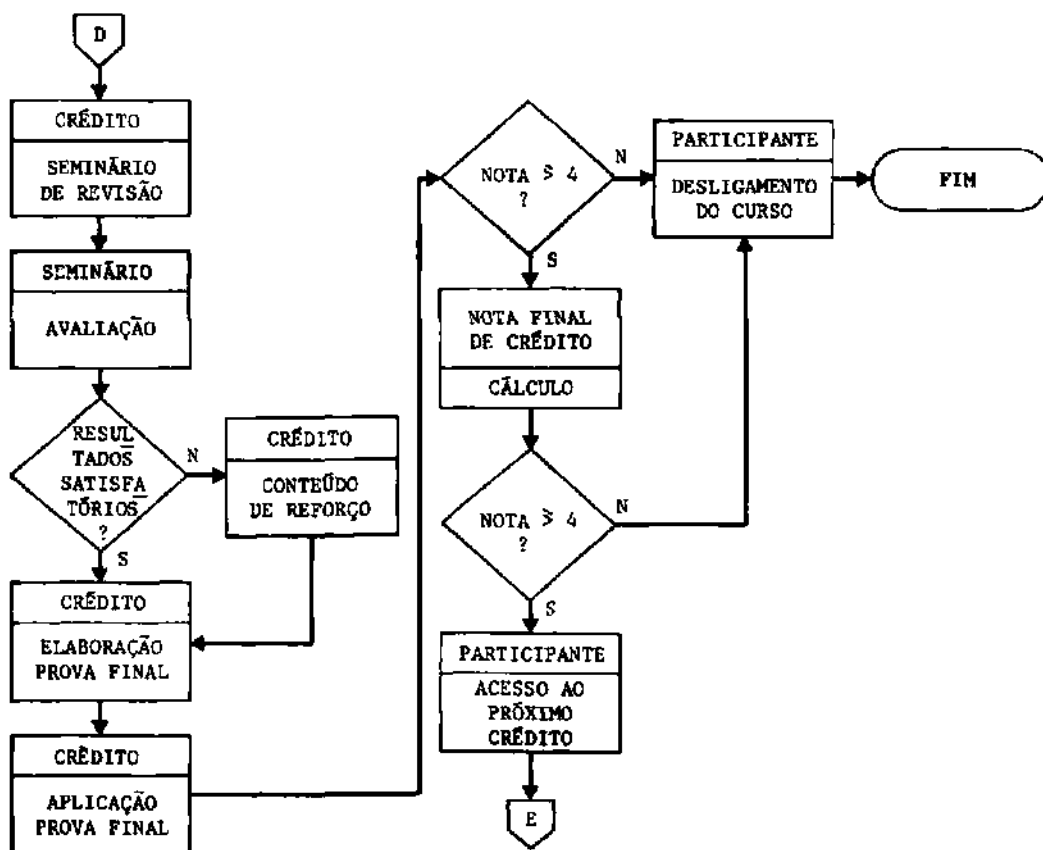 D
CRÉDITO
SEMINÁRIO
DE REVISÃO
SEMINÁRIO
AVALIAÇÃO
RESUL
TADOS
SATISFA
TÓRIOS
?
N
S
CRÉDITO
CONTEÚDO
DE REFORÇO
CRÉDITO
ELABORAÇÃO
PROVA FINAL
CRÉDITO
APLICAÇÃO
PROVA FINAL
NOTA ≥ 4
?
N
S
PARTICIPANTE
DESLIGAMENTO
DO CURSO
FIM
NOTA FINAL
DE CRÉDITO
CÁLCULO
NOTA ≥ 4
?
N
S
PARTICIPANTE
ACESSO AO
PRÓXIMO
CRÉDITO
E